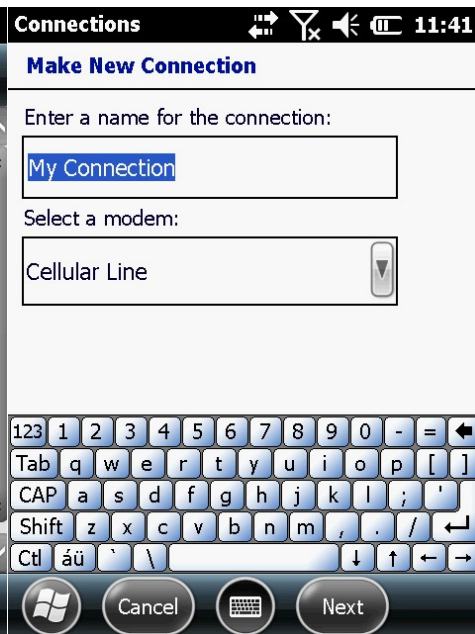 Connections 11:41
Make New Connection
Enter a name for the connection:
My Connection
Select a modem:
Cellular Line
123 1 2 3 4 5 6 7 8 9 0 - =
Tab q w e r t y u i o p [ ]
CAP a s d f g h j k l ; '
Shift z x c v b n m , . /
Ctl áü ` \
Cancel Next